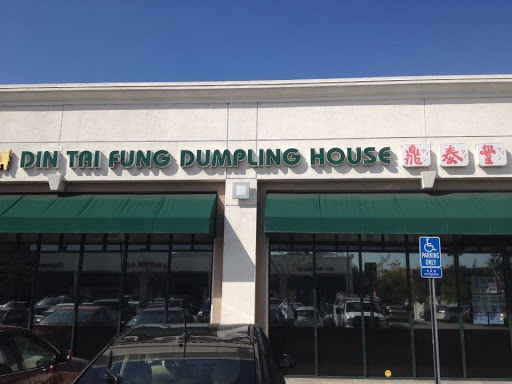 DIN TAI FUNG DUMPLING HOUSE 鼎泰豐
PARKING
ONLY